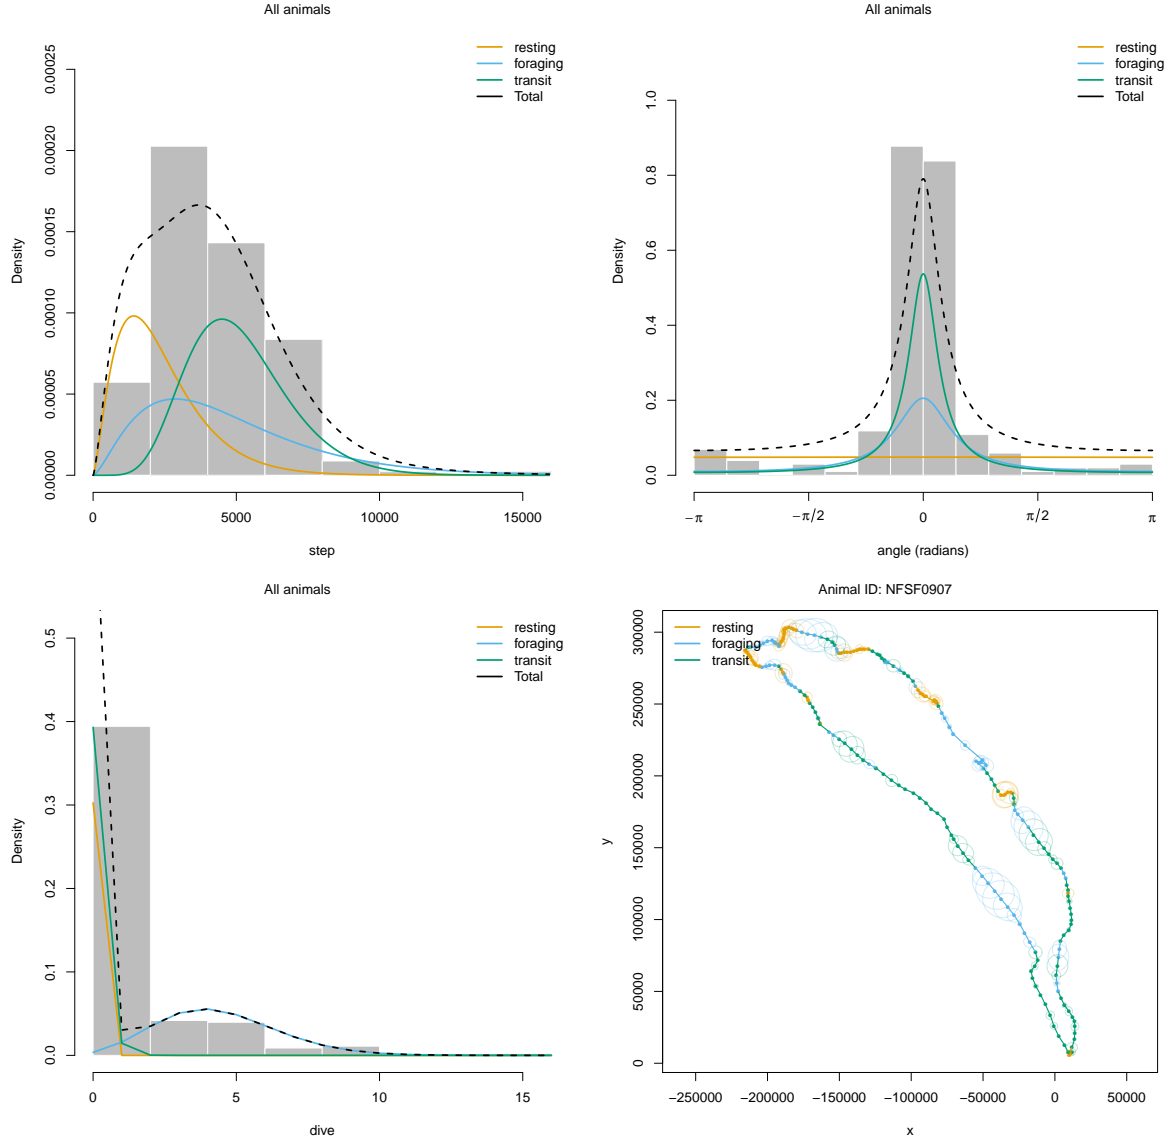 All animals
resting
foraging
transit
Total
0.00025
0.00020
0.00015
0.00010
0.00005
0.00000
Density
0 5000 10000 15000
step
All animals
resting
foraging
transit
Total
1.0
0.8
0.6
0.4
0.2
0.0
Density
−π −π/2 0 π/2 π
angle (radians)
All animals
resting
foraging
transit
Total
0.5
0.4
0.3
0.2
0.1
0.0
Density
0 5 10 15
dive
Animal ID: NFSF0907
resting
foraging
transit
300000
250000
200000
150000
100000
50000
0
y
−250000 −200000 −150000 −100000 −50000 0 50000
x